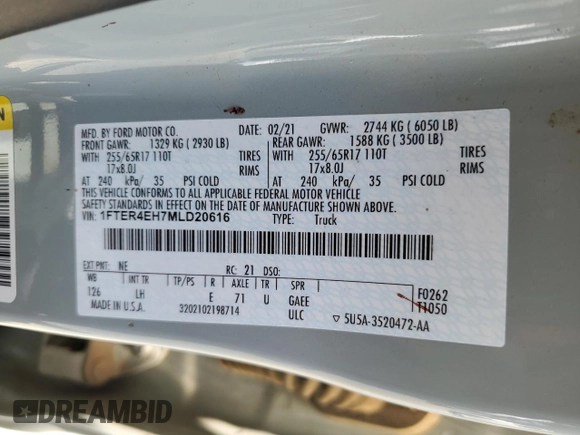 MFD. BY FORD MOTOR CO. DATE: 02/21 GVWR: 2744 KG ( 6050 LB)
FRONT GAWR: 1329 KG ( 2930 LB) REAR GAWR: 1588 KG ( 3500 LB)
WITH 255/65R17 110T TIRES WITH 255/65R17 110T TIRES
17x8.0J RIMS 17x8.0J RIMS
AT 240 kPa/ 35 PSI COLD AT 240 kPa/ 35 PSI COLD
THIS VEHICLE CONFORMS TO ALL APPLICABLE FEDERAL MOTOR VEHICLE
SAFETY STANDARDS IN EFFECT ON THE DATE OF MANUFACTURE SHOWN ABOVE.
VIN: 1FTER4EH7MLD20616 TYPE: Truck
EXT PNT: NE RC: 21 DSO:
WB INT TR TP/PS R AXLE TR SPR F0262
126 LH E 71 U GAEE T1050
MADE IN U.S.A. 3202102198714 ULC ▽ 5U5A-3520472-AA
DREAMBID